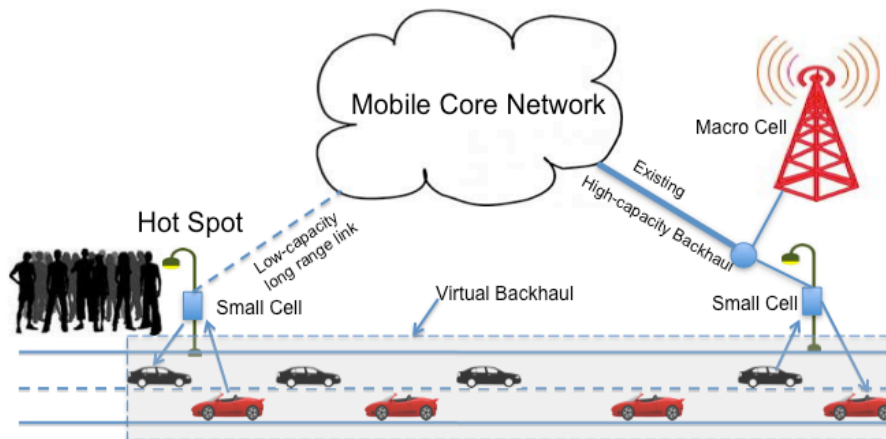 Mobile Core Network
Macro Cell
Existing
High-capacity Backhaul
Hot Spot
Low-capacity
long range link
Small Cell
Virtual Backhaul
Small Cell